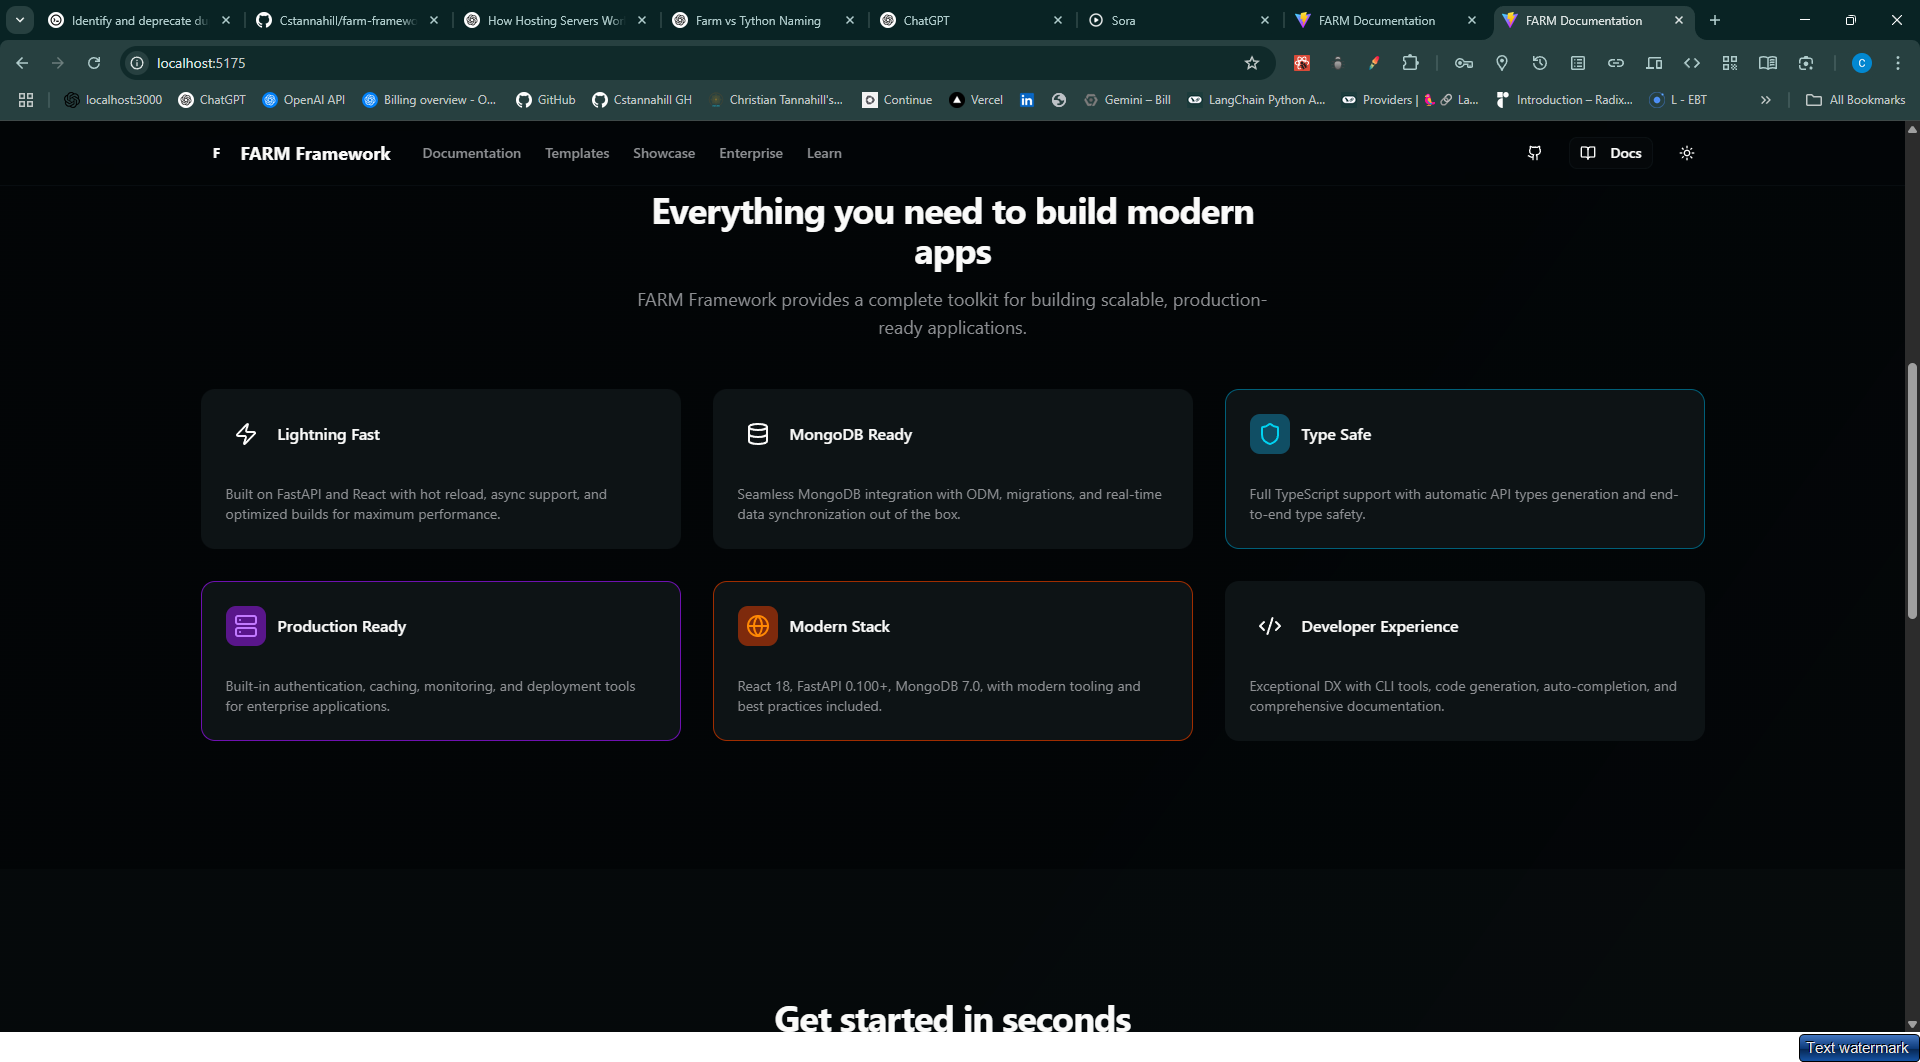 Identify and deprecate du
Cstannahill/farm-framewo
How Hosting Servers Wor
Farm vs Tython Naming
ChatGPT
Sora
FARM Documentation
FARM Documentation
localhost:5175
C
localhost:3000
ChatGPT
OpenAI API
Billing overview - O...
GitHub
Cstannahill GH
Christian Tannahill's...
Continue
Vercel
in
Gemini – Bill
LangChain Python A...
Providers | 🦜️🔗 La...
Introduction – Radix...
L - EBT
All Bookmarks
F FARM Framework
Documentation
Templates
Showcase
Enterprise
Learn
Docs
Everything you need to build modern
apps
FARM Framework provides a complete toolkit for building scalable, production-
ready applications.
Lightning Fast
Built on FastAPI and React with hot reload, async support, and
optimized builds for maximum performance.
MongoDB Ready
Seamless MongoDB integration with ODM, migrations, and real-time
data synchronization out of the box.
Type Safe
Full TypeScript support with automatic API types generation and end-
to-end type safety.
Production Ready
Built-in authentication, caching, monitoring, and deployment tools
for enterprise applications.
Modern Stack
React 18, FastAPI 0.100+, MongoDB 7.0, with modern tooling and
best practices included.
Developer Experience
Exceptional DX with CLI tools, code generation, auto-completion, and
comprehensive documentation.
Get started in seconds
Text watermark